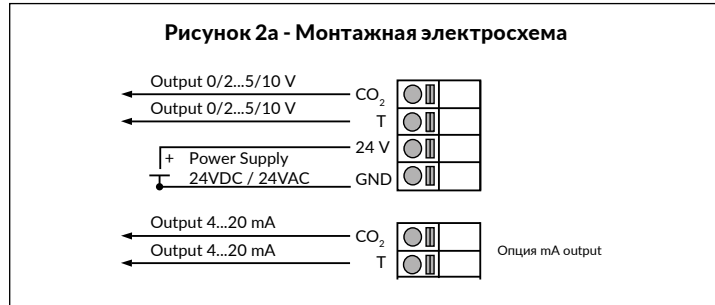 Рисунок 2a - Монтажная электросхема
Output 0/2...5/10 V
CO₂
Output 0/2...5/10 V
T
24 V
+ Power Supply
24VDC / 24VAC
GND
Output 4...20 mA
CO₂
Output 4...20 mA
T
Опция mA output